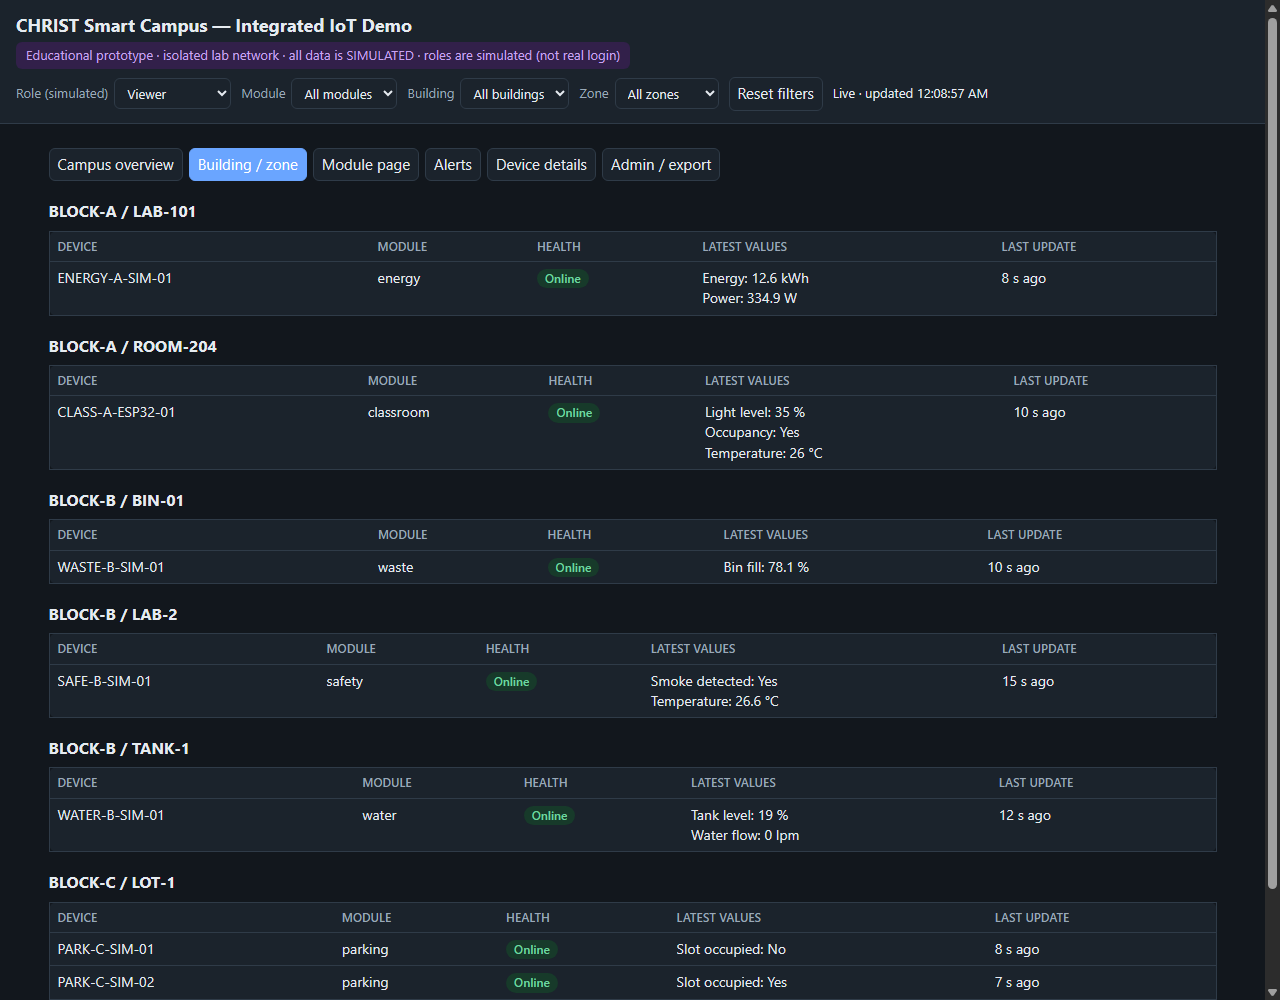 CHRIST Smart Campus — Integrated IoT Demo
Educational prototype · isolated lab network · all data is SIMULATED · roles are simulated (not real login)
Role (simulated) Viewer Module All modules Building All buildings Zone All zones Reset filters Live · updated 12:08:57 AM
Campus overview Building / zone Module page Alerts Device details Admin / export
BLOCK-A / LAB-101
DEVICE MODULE HEALTH LATEST VALUES LAST UPDATE
ENERGY-A-SIM-01 energy Online Energy: 12.6 kWh 8 s ago
Power: 334.9 W
BLOCK-A / ROOM-204
DEVICE MODULE HEALTH LATEST VALUES LAST UPDATE
CLASS-A-ESP32-01 classroom Online Light level: 35 % 10 s ago
Occupancy: Yes
Temperature: 26 °C
BLOCK-B / BIN-01
DEVICE MODULE HEALTH LATEST VALUES LAST UPDATE
WASTE-B-SIM-01 waste Online Bin fill: 78.1 % 10 s ago
BLOCK-B / LAB-2
DEVICE MODULE HEALTH LATEST VALUES LAST UPDATE
SAFE-B-SIM-01 safety Online Smoke detected: Yes 15 s ago
Temperature: 26.6 °C
BLOCK-B / TANK-1
DEVICE MODULE HEALTH LATEST VALUES LAST UPDATE
WATER-B-SIM-01 water Online Tank level: 19 % 12 s ago
Water flow: 0 lpm
BLOCK-C / LOT-1
DEVICE MODULE HEALTH LATEST VALUES LAST UPDATE
PARK-C-SIM-01 parking Online Slot occupied: No 8 s ago
PARK-C-SIM-02 parking Online Slot occupied: Yes 7 s ago